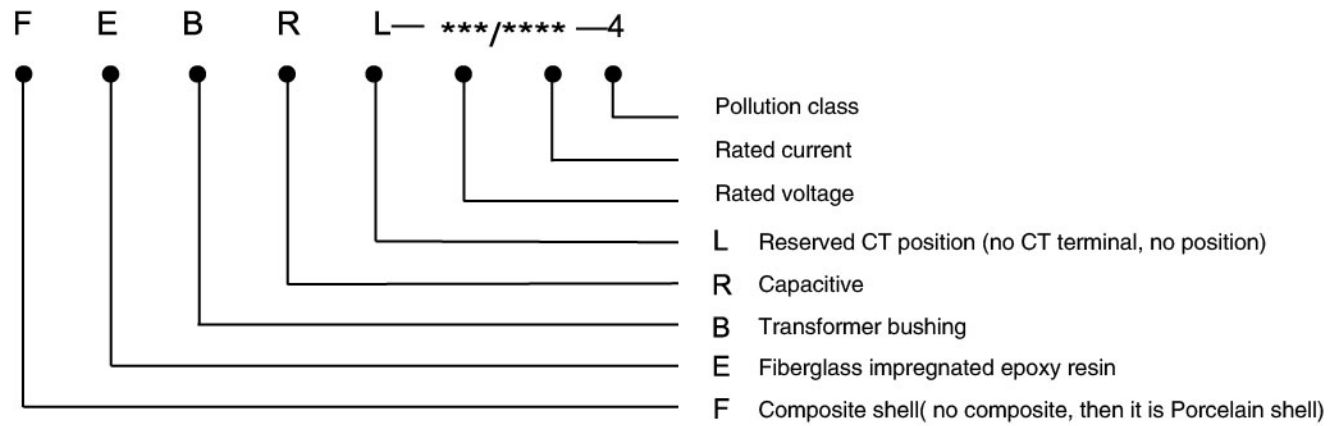 F E B R L— ***/**** —4
Pollution class
Rated current
Rated voltage
L Reserved CT position (no CT terminal, no position)
R Capacitive
B Transformer bushing
E Fiberglass impregnated epoxy resin
F Composite shell( no composite, then it is Porcelain shell)